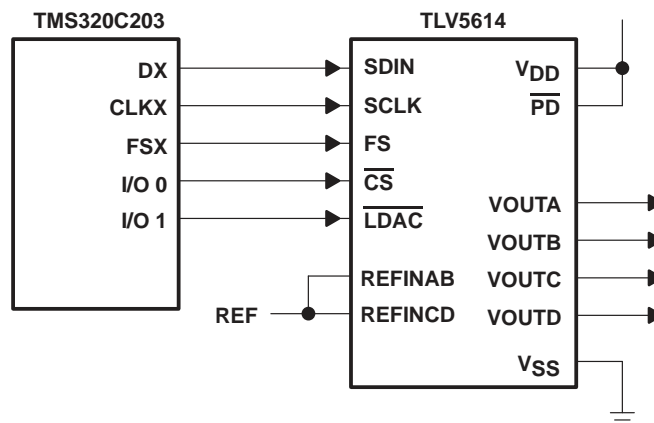 TMS320C203
TLV5614
DX
CLKX
FSX
I/O 0
I/O 1
REF
SDIN
SCLK
FS
CS
LDAC
REFINAB
REFINCD
VDD
PD
VOUTA
VOUTB
VOUTC
VOUTD
VSS